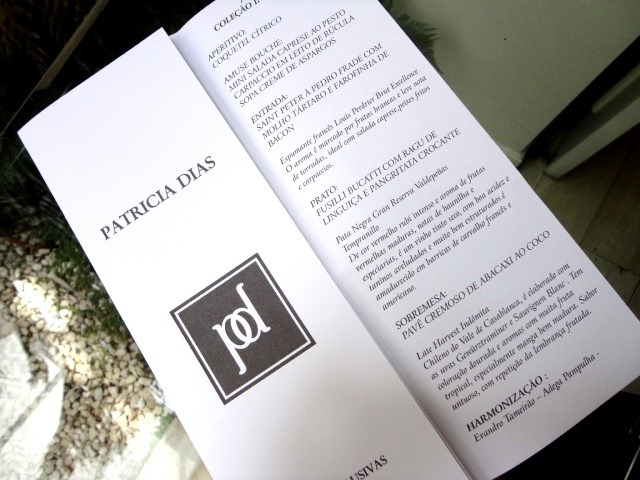 PATRICIA DIAS
pd
LUSIVAS
COLEÇÃO
APERITIVO:
COQUETEL CÍTRICO
AMUSE BOUCHE:
MINI SALADA CAPRESE AO PESTO
CARPACCIO EM LEITO DE RÚCULA
SOPA CREME DE ASPARGOS
ENTRADA:
SAINT PETER À PEDRO FRADE COM
MOLHO TÁRTARO E FAROFINHA DE
BACON
Espumante francês Louis Perdrier Brut Excellence
O aroma é marcado por frutas brancas e leve nota
de torradas, ideal com salada caprese,peixes fritos
e carpaccios.
PRATO:
FUSILLI BUCATTI COM RAGU DE
LINGUIÇA E PANGRITATA CROCANTE
Pata Negra Gran Reserva Valdepeñas
Tempranillo
De cor vermelho rubi intenso e aroma de frutas
vermelhas maduras, notas de baunilha e
especiarias, é um vinho tinto seco, com boa acidez e
taninos aveludados e muito bem estruturados.é
amadurecido em barricas de carvalho francês e
americano.
SOBREMESA:
PAVÊ CREMOSO DE ABACAXI AO COCO
Late Harvest Indómita
Chileno do Vale de Casablanca, é elaborado com
as uvas Gewürztraminer e Sauvignon Blanc . Tem
coloração dourada e aromas com muita fruta
tropical, especialmente manga bem madura. Sabor
untuoso, com repetição da lembrança frutada.
HARMONIZAÇÃO :
Evandro Tameirão – Adega Pampulha -